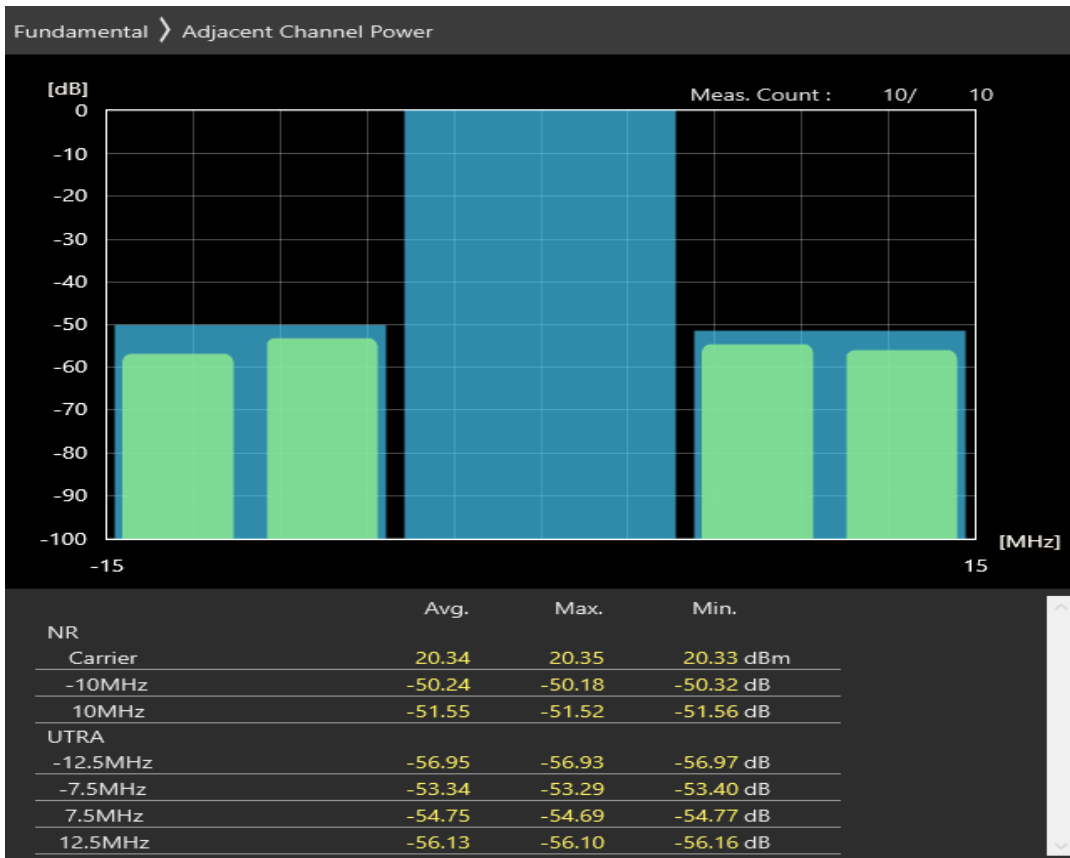 Fundamental ❭ Adjacent Channel Power
[dB]
Meas. Count : 10/ 10
0
-10
-20
-30
-40
-50
-60
-70
-80
-90
-100
[MHz]
-15 15
Avg. Max. Min.
NR
Carrier 20.34 20.35 20.33 dBm
-10MHz -50.24 -50.18 -50.32 dB
10MHz -51.55 -51.52 -51.56 dB
UTRA
-12.5MHz -56.95 -56.93 -56.97 dB
-7.5MHz -53.34 -53.29 -53.40 dB
7.5MHz -54.75 -54.69 -54.77 dB
12.5MHz -56.13 -56.10 -56.16 dB